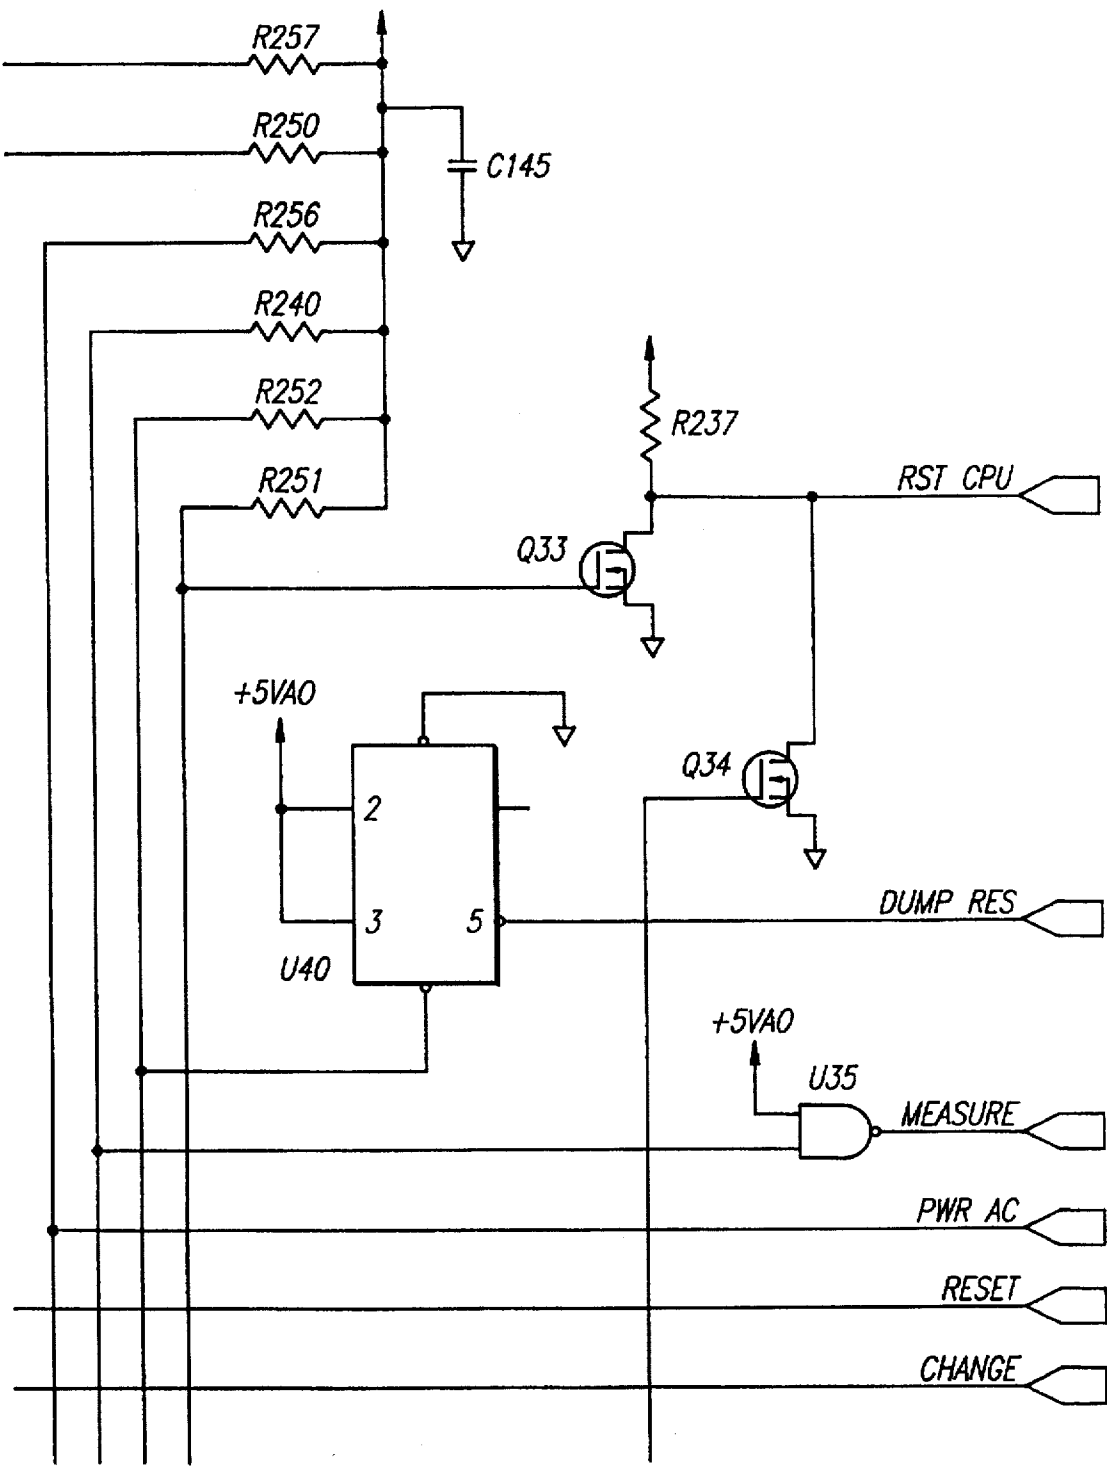 R257
R250
C145
R256
R240
R252
R237
R251
RST CPU
Q33
+5VAO
Q34
2
DUMP RES
3
5
U40
+5VAO
U35
MEASURE
PWR AC
RESET
CHANGE